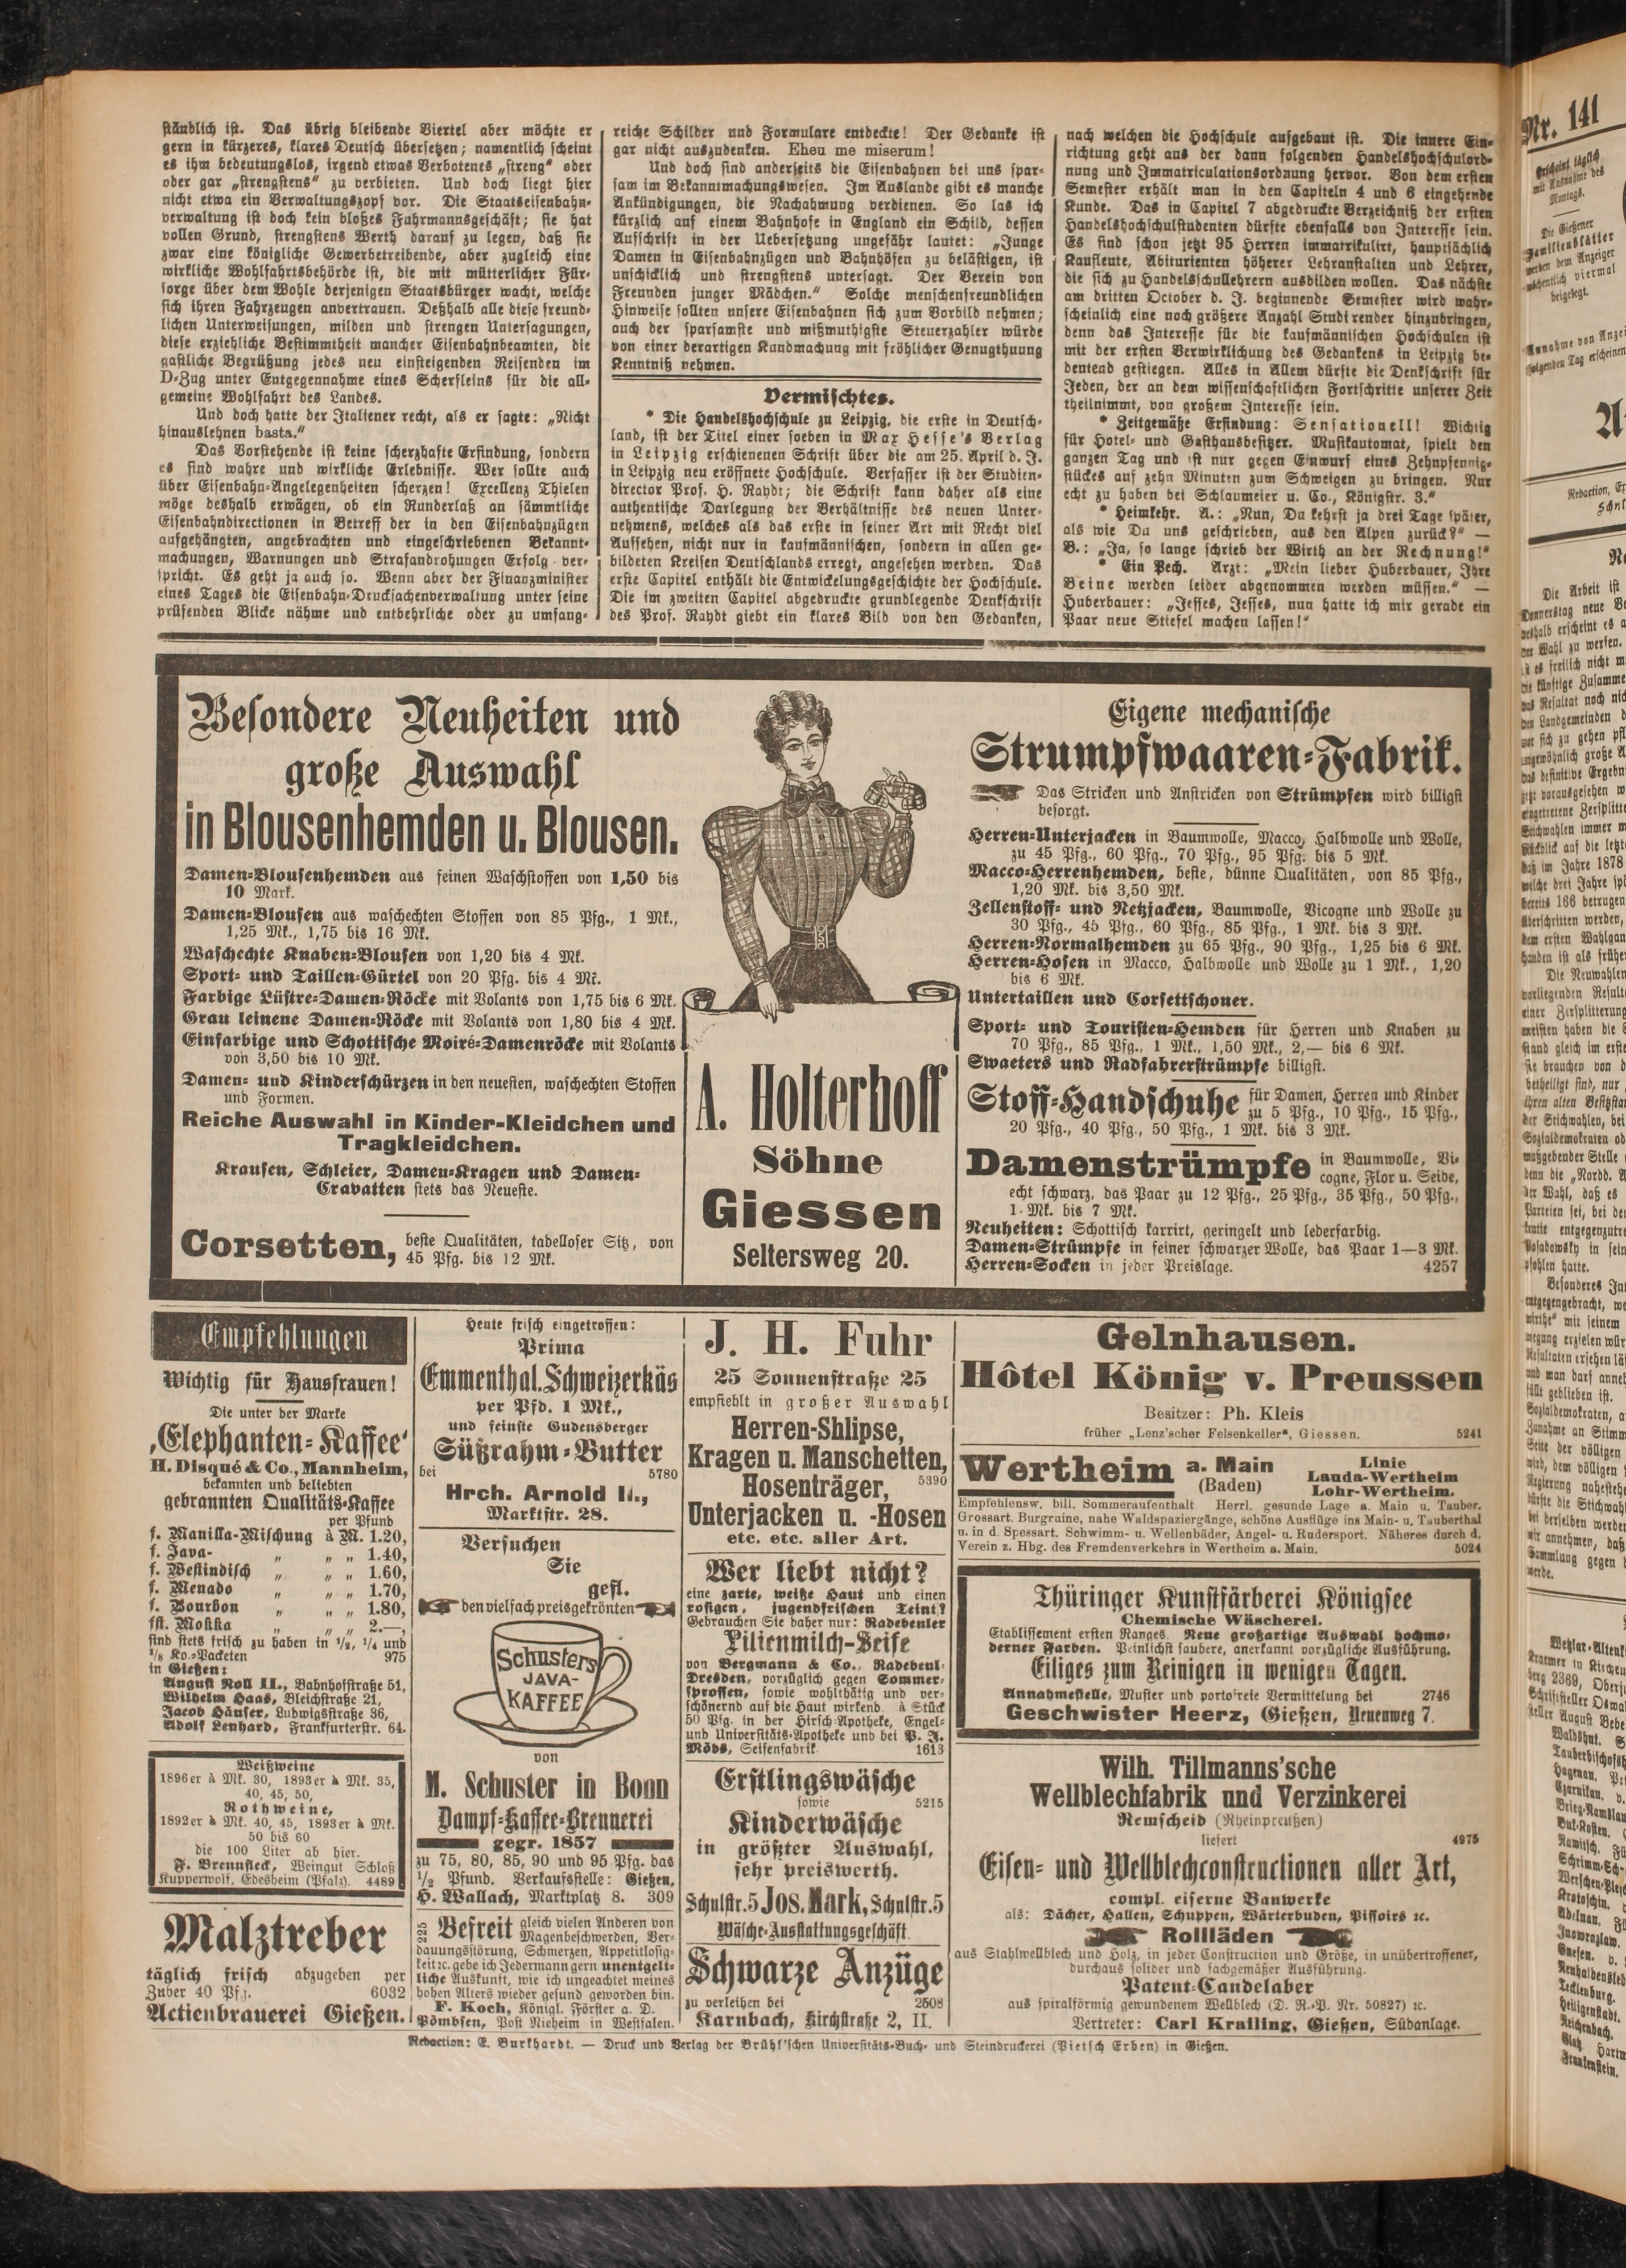 ständlich ist. Das übrig bleibende Viertel aber möchte er
gern in kürzeres, klares Deutsch übersetzen; namentlich scheint
es ihm bedeutungslos, irgend etwas Verbotenes „streng“ oder
oder gar „strengstens“ zu verbieten. Und doch liegt hier
nicht etwa ein Verwaltungszopf vor. Die Staatseisenbahn-
verwaltung ist doch kein bloßes Fahrmannsgeschäft; sie hat
vollen Grund, strengstens Werth darauf zu legen, daß sie
zwar eine königliche Gewerbetreibende, aber zugleich eine
wirkliche Wohlfahrtsbehörde ist, die mit mütterlicher Für-
sorge über dem Wohle derjenigen Staatsbürger wacht, welche
sich ihren Fahrzeugen anvertrauen. Deßhalb alle diese freund-
lichen Unterweisungen, milden und strengen Untersagungen,
diese erziehliche Bestimmtheit mancher Eisenbahnbeamten, die
gastliche Begrüßung jedes neu einsteigenden Reisenden im
D-Zug unter Entgegennahme eines Scherfleins für die all-
gemeine Wohlfahrt des Landes.
Und doch hatte der Italiener recht, als er sagte: „Nicht
hinauslehnen basta.“
Das Vorstehende ist keine scherzhafte Erfindung, sondern
es sind wahre und wirkliche Erlebnisse. Wer sollte auch
über Eisenbahn-Angelegenheiten scherzen! Excellenz Thielen
möge deshalb erwägen, ob ein Runderlaß an sämmtliche
Eisenbahndirectionen in Betreff der in den Eisenbahnzügen
aufgehängten, angebrachten und eingeschriebenen Bekannt-
machungen, Warnungen und Strafandrohungen Erfolg ver-
spricht. Es geht ja auch so. Wenn aber der Finanzminister
eines Tages die Eisenbahn-Drucksachenverwaltung unter seine
prüfenden Blicke nähme und entbehrliche oder zu umfang-
reiche Schilder und Formulare entdeckte! Der Gedanke ist
gar nicht auszudenken. Eheu me miserum!
Und doch sind anderseits die Eisenbahnen bei uns spar-
sam im Bekanntmachungswesen. Im Auslande gibt es manche
Ankündigungen, die Nachahmung verdienen. So las ich
kürzlich auf einem Bahnhofe in England ein Schild, dessen
Aufschrift in der Uebersetzung ungefähr lautet: „Junge
Damen in Eisenbahnzügen und Bahnhöfen zu belästigen, ist
unschicklich und strengstens untersagt. Der Verein von
Freunden junger Mädchen.“ Solche menschenfreundlichen
Hinweise sollten unsere Eisenbahnen sich zum Vorbild nehmen;
auch der sparsamste und mißmuthigste Steuerzahler würde
von einer derartigen Kundmachung mit fröhlicher Genugthuung
Kenntniß nehmen.
Vermischtes.
* Die Handelshochschule zu Leipzig, die erste in Deutsch-
land, ist der Titel einer soeben in Max Hesse's Verlag
in Leipzig erschienenen Schrift über die am 25. April d. J.
in Leipzig neu eröffnete Hochschule. Verfasser ist der Studien-
director Prof. H. Raydt; die Schrift kann daher als eine
authentische Darlegung der Verhältnisse des neuen Unter-
nehmens, welches als das erste in seiner Art mit Recht viel
Aufsehen, nicht nur in kaufmännischen, sondern in allen ge-
bildeten Kreisen Deutschlands erregt, angesehen werden. Das
erste Capitel enthält die Entwickelungsgeschichte der Hochschule.
Die im zweiten Capitel abgedruckte grundlegende Denkschrift
des Prof. Raydt giebt ein klares Bild von den Gedanken,
nach welchen die Hochschule aufgebaut ist. Die innere Ein-
richtung geht aus der dann folgenden Handelshochschulord-
nung und Immatriculationsordnung hervor. Von dem ersten
Semester erhält man in den Capiteln 4 und 6 eingehende
Kunde. Das in Capitel 7 abgedruckte Verzeichniß der ersten
Handelshochschulstudenten dürfte ebenfalls von Interesse sein.
Es sind schon jetzt 95 Herren immatrikulirt, hauptsächlich
Kaufleute, Abiturienten höherer Lehranstalten und Lehrer,
die sich zu Handelsschullehrern ausbilden wollen. Das nächste
am dritten October d. J. beginnende Semester wird wahr-
scheinlich eine noch größere Anzahl Studirender hinzubringen,
denn das Interesse für die kaufmännischen Hochschulen ist
mit der ersten Verwirklichung des Gedankens in Leipzig be-
deutend gestiegen. Alles in Allem dürfte die Denkschrift für
Jeden, der an dem wissenschaftlichen Fortschritte unserer Zeit
theilnimmt, von großem Interesse sein.
* Zeitgemäße Erfindung: Sensationell! Wichtig
für Hotel- und Gasthausbesitzer. Musikautomat, spielt den
ganzen Tag und ist nur gegen Einwurf eines Zehnpfennig-
stückes auf zehn Minuten zum Schweigen zu bringen. Nur
echt zu haben bei Schlaumeier u. Co., Königstr. 3.“
* Heimkehr. A.: „Nun, Du kehrst ja drei Tage später,
als wie Du uns geschrieben, aus den Alpen zurück?“ —
B.: „Ja, so lange schrieb der Wirth an der Rechnung!“
* Ein Pech. Arzt: „Mein lieber Huberbauer, Ihre
Beine werden leider abgenommen werden müssen.“ —
Huberbauer: „Jesses, Jesses, nun hatte ich mir gerade ein
Paar neue Stiefel machen lassen!“
Besondere Neuheiten und
große Auswahl
in Blousenhemden u. Blousen.
Damen-Blousenhemden aus feinen Waschstoffen von 1,50 bis
10 Mark.
Damen-Blousen aus waschechten Stoffen von 85 Pfg., 1 Mk.,
1,25 Mk., 1,75 bis 16 Mk.
Waschechte Knaben-Blousen von 1,20 bis 4 Mk.
Sport- und Taillen-Gürtel von 20 Pfg. bis 4 Mk.
Farbige Lüstre-Damen-Röcke mit Volants von 1,75 bis 6 Mk.
Grau leinene Damen-Röcke mit Volants von 1,80 bis 4 Mk.
Einfarbige und Schottische Moiré-Damenröcke mit Volants
von 3,50 bis 10 Mk.
Damen- und Kinderschürzen in den neuesten, waschechten Stoffen
und Formen.
Reiche Auswahl in Kinder-Kleidchen und
Tragkleidchen.
Krausen, Schleier, Damen-Kragen und Damen-
Cravatten stets das Neueste.
Corsetten, beste Qualitäten, tadelloser Sitz, von
45 Pfg. bis 12 Mk.
A. Holterhoff
Söhne
Giessen
Seltersweg 20.
Eigene mechanische
Strumpfwaaren-Fabrik.
Das Stricken und Anstricken von Strümpfen wird billigst
besorgt.
Herren-Unterjacken in Baumwolle, Macco, Halbwolle und Wolle,
zu 45 Pfg., 60 Pfg., 70 Pfg., 95 Pfg. bis 5 Mk.
Macco-Herrenhemden, beste, dünne Qualitäten, von 85 Pfg.,
1,20 Mk. bis 3,50 Mk.
Zellenstoff- und Netzjacken, Baumwolle, Vicogne und Wolle zu
30 Pfg., 45 Pfg., 60 Pfg., 85 Pfg., 1 Mk. bis 3 Mk.
Herren-Normalhemden zu 65 Pfg., 90 Pfg., 1,25 bis 6 Mk.
Herren-Hosen in Macco, Halbwolle und Wolle zu 1 Mk., 1,20
bis 6 Mk.
Untertaillen und Corsettschoner.
Sport- und Touristen-Hemden für Herren und Knaben zu
70 Pfg., 85 Pfg., 1 Mk., 1,50 Mk., 2,— bis 6 Mk.
Swaeters und Radfahrerstrümpfe billigst.
Stoff-Handschuhe für Damen, Herren und Kinder
zu 5 Pfg., 10 Pfg., 15 Pfg.,
20 Pfg., 40 Pfg., 50 Pfg., 1 Mk. bis 3 Mk.
Damenstrümpfe in Baumwolle, Vi-
cogne, Flor u. Seide,
echt schwarz, das Paar zu 12 Pfg., 25 Pfg., 35 Pfg., 50 Pfg.,
1 Mk. bis 7 Mk.
Neuheiten: Schottisch karrirt, geringelt und lederfarbig.
Damen-Strümpfe in feiner schwarzer Wolle, das Paar 1—3 Mk.
Herren-Socken in jeder Preislage. 4257
Empfehlungen
Wichtig für Hausfrauen!
Die unter der Marke
‚Elephanten-Kaffee‘
H. Disqué & Co., Mannheim,
bekannten und beliebten
gebrannten Qualitäts-Kaffee
per Pfund
f. Manilla-Mischung à M. 1.20,
f. Java- „ „ „ 1.40,
f. Westindisch „ „ „ 1.60,
f. Menado „ „ „ 1.70,
f. Bourbon „ „ „ 1.80,
fst. Mokka „ „ „ 2.—,
sind stets frisch zu haben in 1/2, 1/4 und
1/8 Ko.-Packeten 975
in Gießen:
August Noll II., Bahnhofstraße 51,
Wilhelm Haas, Bleichstraße 21,
Jacob Häuser, Ludwigstraße 36,
Adolf Lenhard, Frankfurterstr. 64.
Weißweine
1896er à Mk. 30, 1893er à Mk. 35,
40, 45, 50,
Rothweine,
1892er à Mk. 40, 45, 1893er à Mk.
50 bis 60
die 100 Liter ab hier.
F. Brennfleck, Weingut Schloß
Kupperwolf, Edesheim (Pfalz). 4489
Malztreber
täglich frisch abzugeben per
Zuber 40 Pfg. 6032
Actienbrauerei Gießen.
Heute frisch eingetroffen:
Prima
Emmenthal. Schweizerkäs
per Pfd. 1 Mk.,
und feinste Gudensberger
Süßrahm-Butter
bei 5780
Hrch. Arnold II.,
Marktstr. 28.
Versuchen
Sie
gefl.
den vielfach preisgekrönten
Schusters
JAVA-
KAFFEE
von
M. Schuster in Bonn
Dampf-Kaffee-Brennerei
gegr. 1857
zu 75, 80, 85, 90 und 95 Pfg. das
1/2 Pfund. Verkaufsstelle: Gießen,
H. Wallach, Marktplatz 8. 309
225
Befreit gleich vielen Anderen von
Magenbeschwerden, Ver-
dauungsstörung, Schmerzen, Appetitlosig-
keit ꝛc. gebe ich Jedermann gern unentgelt-
liche Auskunft, wie ich ungeachtet meines
hohen Alters wieder gesund geworden bin.
F. Koch, Königl. Förster a. D.
Pömbsen, Post Nieheim in Westfalen.
J. H. Fuhr
25 Sonnenstraße 25
empfiehlt in großer Auswahl
Herren-Shlipse,
Kragen u. Manschetten,
Hosenträger, 5390
Unterjacken u. -Hosen
etc. etc. aller Art.
Wer liebt nicht?
eine zarte, weiße Haut und einen
rosigen, jugendfrischen Teint?
Gebrauchen Sie daher nur: Radebeuler
Lilienmilch-Seife
von Bergmann & Co., Radebeul-
Dresden, vorzüglich gegen Sommer-
sprossen, sowie wohlthätig und ver-
schönernd auf die Haut wirkend. à Stück
50 Pfg. in der Hirsch-Apotheke, Engel-
und Universitäts-Apotheke und bei P. J.
Möbs, Seifenfabrik. 1613
Erstlingswäsche
sowie 5215
Kinderwäsche
in größter Auswahl,
sehr preiswerth.
Schulstr. 5 Jos. Mark, Schulstr. 5
Wäsche-Ausstattungsgeschäft.
Schwarze Anzüge
zu verleihen bei 2508
Karnbach, Kirchstraße 2, II.
Gelnhausen.
Hôtel König v. Preussen
Besitzer: Ph. Kleis
früher „Lenz'scher Felsenkeller“, Giessen. 5241
Wertheim a. Main
(Baden)
Linie
Lauda-Wertheim
Lohr-Wertheim.
Empfehlensw. bill. Sommeraufenthalt Herrl. gesunde Lage a. Main u. Tauber.
Grossart. Burgruine, nahe Waldspaziergänge, schöne Ausflüge ins Main- u. Tauberthal
u. in d. Spessart. Schwimm- u. Wellenbäder, Angel- u. Rudersport. Näheres durch d.
Verein z. Hbg. des Fremdenverkehrs in Wertheim a. Main. 5024
Thüringer Kunstfärberei Königsee
Chemische Wäscherei.
Etablissement ersten Ranges. Neue großartige Auswahl hochmo-
derner Farben. Peinlichst saubere, anerkannt vorzügliche Ausführung.
Eiliges zum Reinigen in wenigen Tagen.
Annahmestelle, Muster und portofreie Vermittelung bei 2746
Geschwister Heerz, Gießen, Neuenweg 7.
Wilh. Tillmanns'sche
Wellblechfabrik und Verzinkerei
Remscheid (Rheinpreußen)
liefert 4975
Eisen- und Wellblechconstructionen aller Art,
compl. eiserne Bauwerke
als: Dächer, Hallen, Schuppen, Wärterbuden, Pissoirs ꝛc.
Rollläden
aus Stahlwellblech und Holz, in jeder Construction und Größe, in unübertroffener,
durchaus solider und sachgemäßer Ausführung.
Patent-Candelaber
aus spiralförmig gewundenem Wellblech (D. R.-P. Nr. 50827) ꝛc.
Vertreter: Carl Krailing, Gießen, Südanlage.
Redaction: E. Burkhardt. — Druck und Verlag der Brühl'schen Universitäts-Buch- und Steindruckerei (Pietsch Erben) in Gießen.
Nr. 141
Erscheint täglich
mit Ausnahme des
Montags.
Die Gießener
Familienblätter
werden dem Anzeiger
wöchentlich viermal
beigelegt.